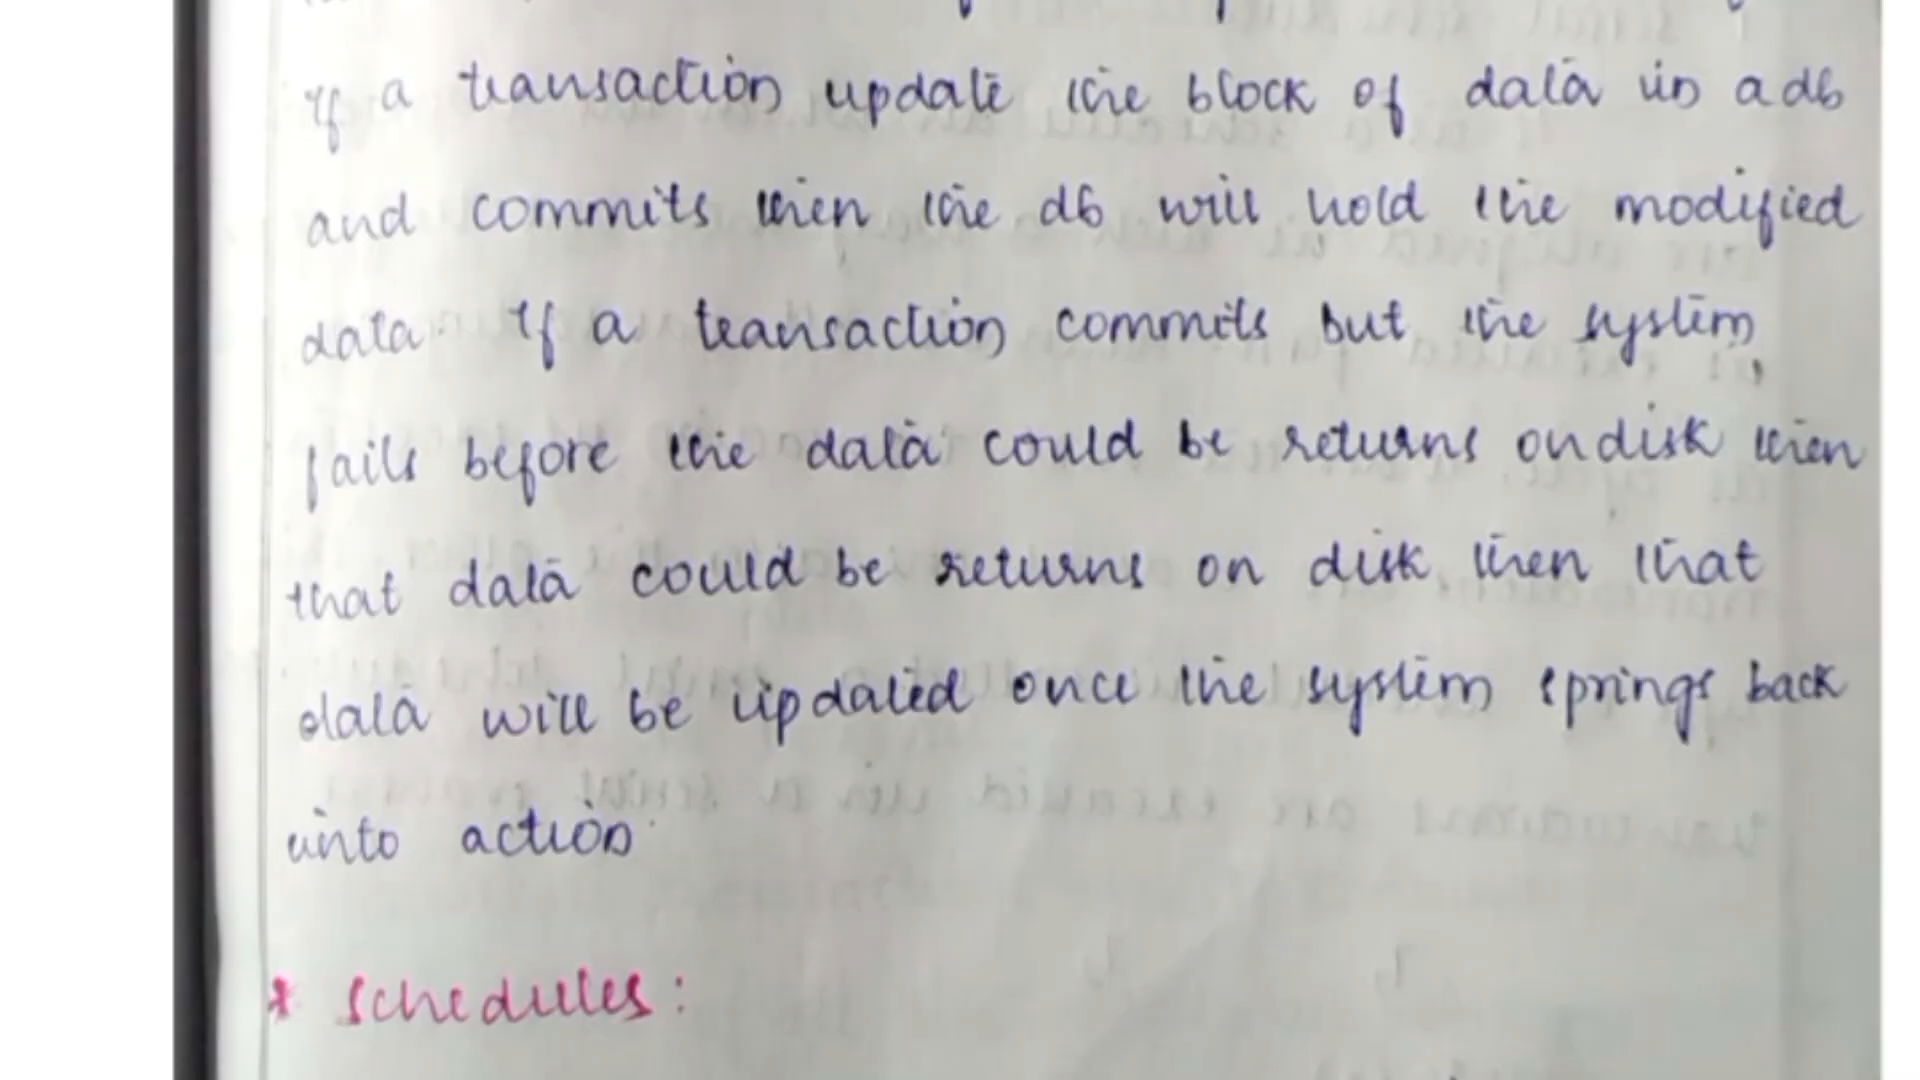 If a transaction update the block of data in a db
and commits then the db will hold the modified
data. If a transaction commits but the system,
fails before the data could be returns on disk then
that data could be returns on disk then that
data will be updated once the system springs back
into action.
* schedules: